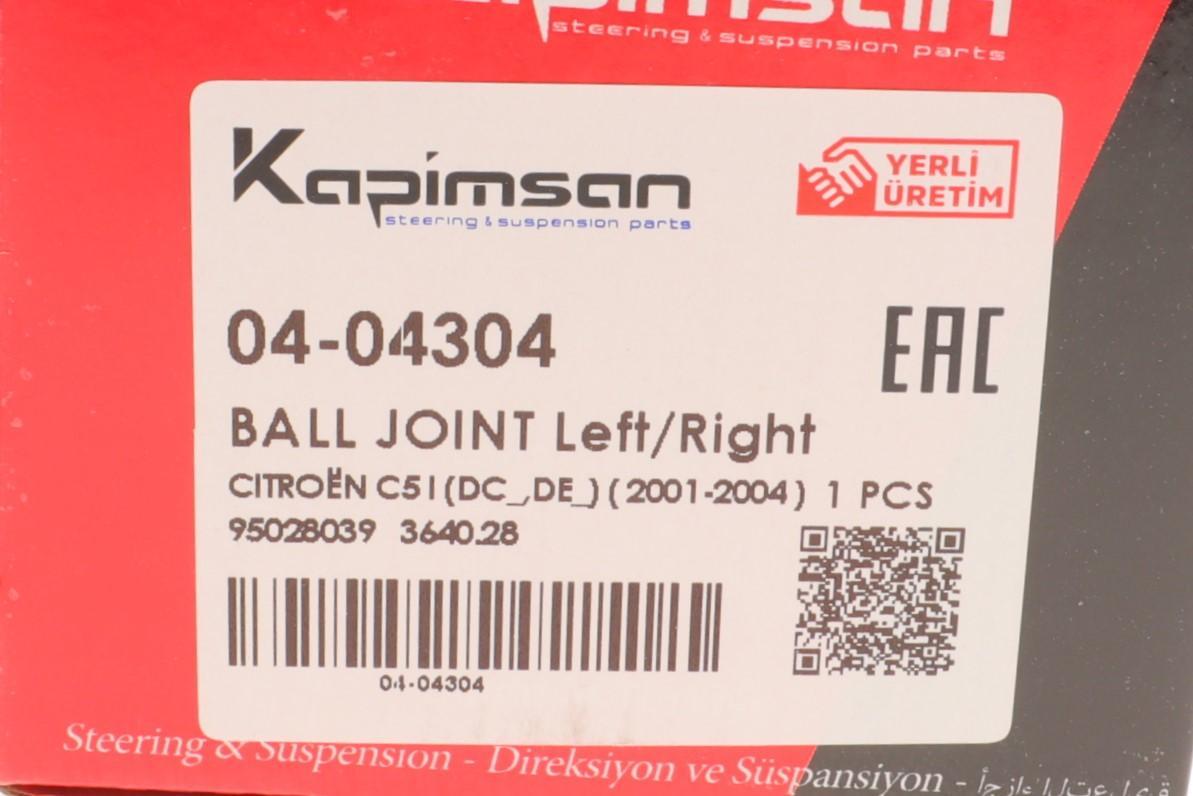 Kapimsan
steering & suspension parts
Kapimsan
steering & suspension parts
YERLİ
ÜRETİM
04-04304
EAC
BALL JOINT Left/Right
CITROËN C5 I (DC_,DE_) ( 2001-2004 ) 1 PCS
95028039 3640.28
04-04304
Steering & Suspension - Direksiyon ve Süspansiyon -